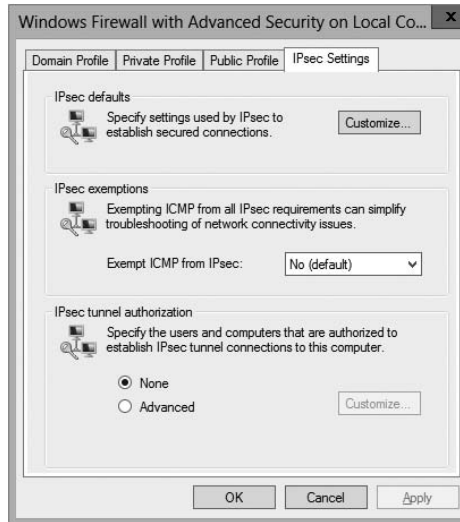 Windows Firewall with Advanced Security on Local Co... x
Domain Profile Private Profile Public Profile IPsec Settings
IPsec defaults
Specify settings used by IPsec to
establish secured connections.
Customize...
IPsec exemptions
Exempting ICMP from all IPsec requirements can simplify
troubleshooting of network connectivity issues.
Exempt ICMP from IPsec: No (default)
IPsec tunnel authorization
Specify the users and computers that are authorized to
establish IPsec tunnel connections to this computer.
None
Advanced
Customize...
OK Cancel Apply